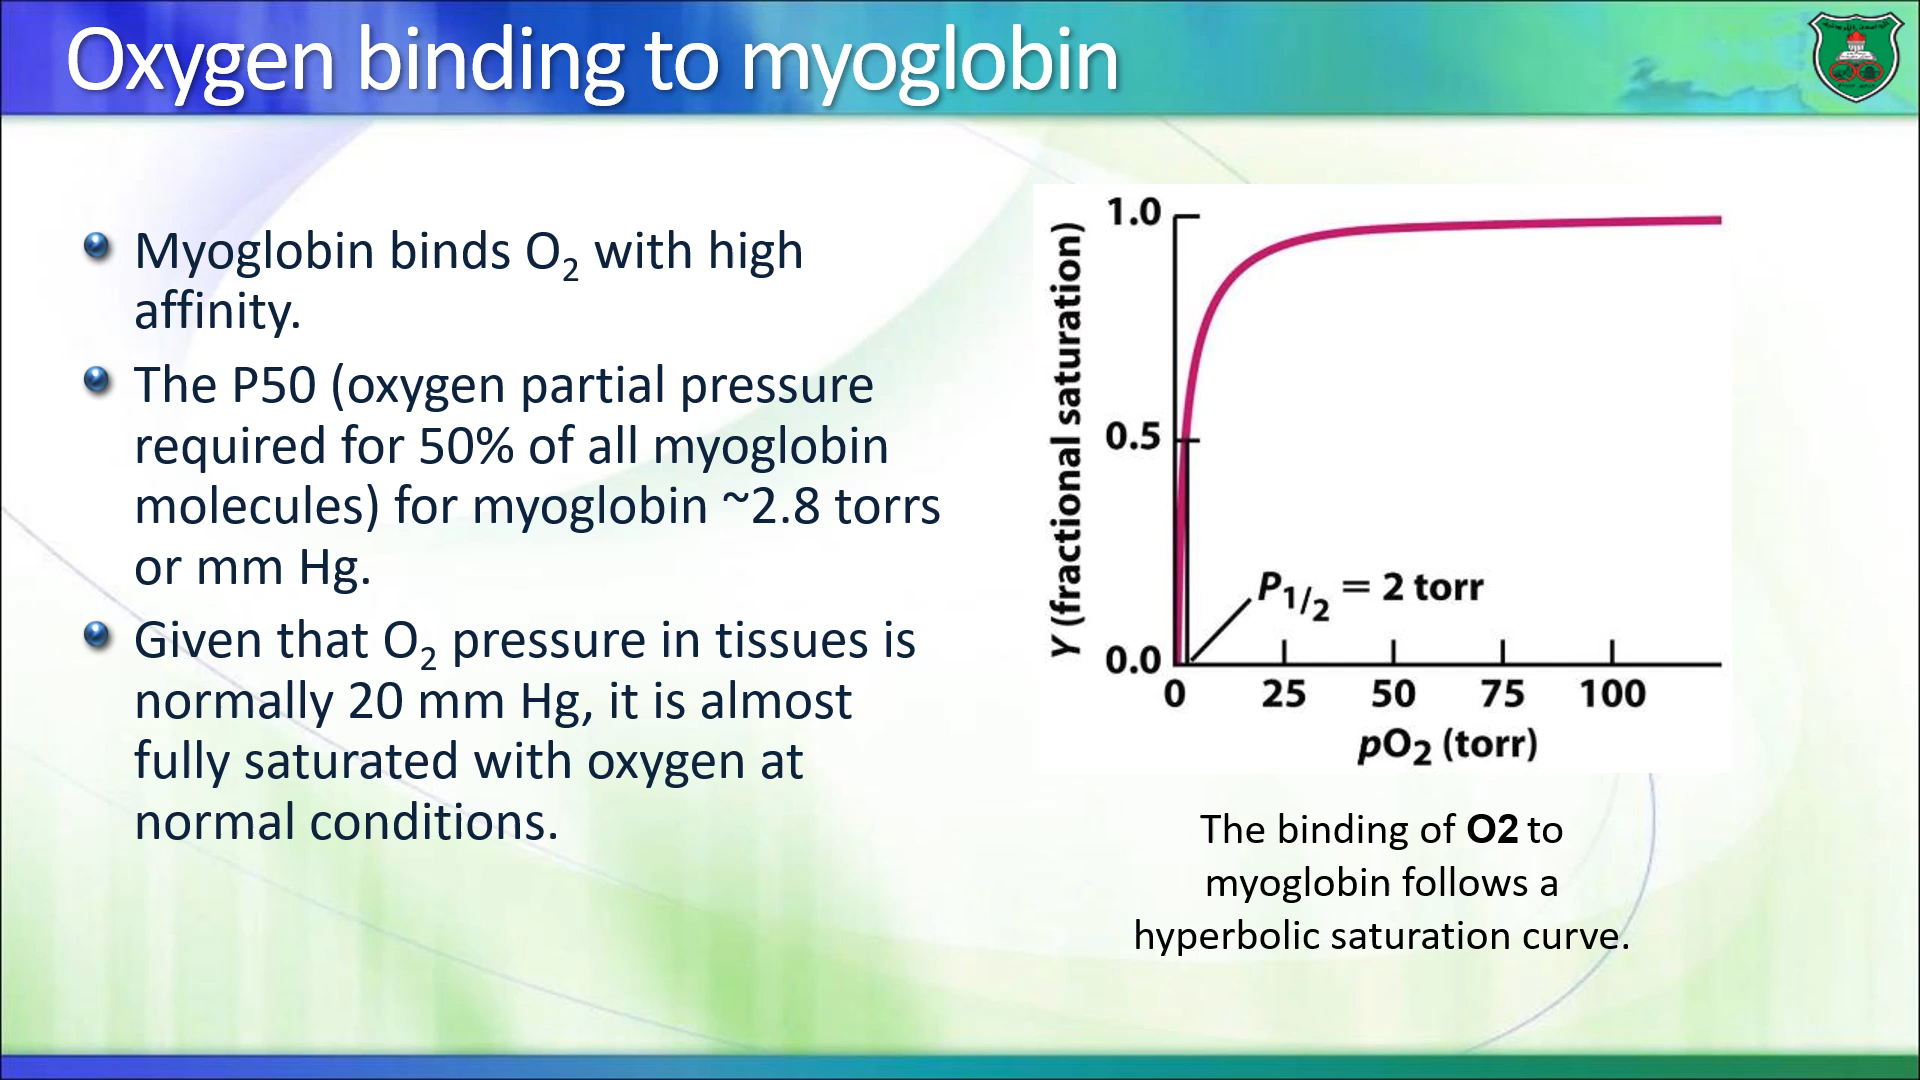 Oxygen binding to myoglobin
Myoglobin binds O2 with high
affinity.
The P50 (oxygen partial pressure
required for 50% of all myoglobin
molecules) for myoglobin ~2.8 torrs
or mm Hg.
Given that O2 pressure in tissues is
normally 20 mm Hg, it is almost
fully saturated with oxygen at
normal conditions.
Y (fractional saturation)
1.0
0.5
0.0
P1/2 = 2 torr
0 25 50 75 100
pO2 (torr)
The binding of O2 to
myoglobin follows a
hyperbolic saturation curve.